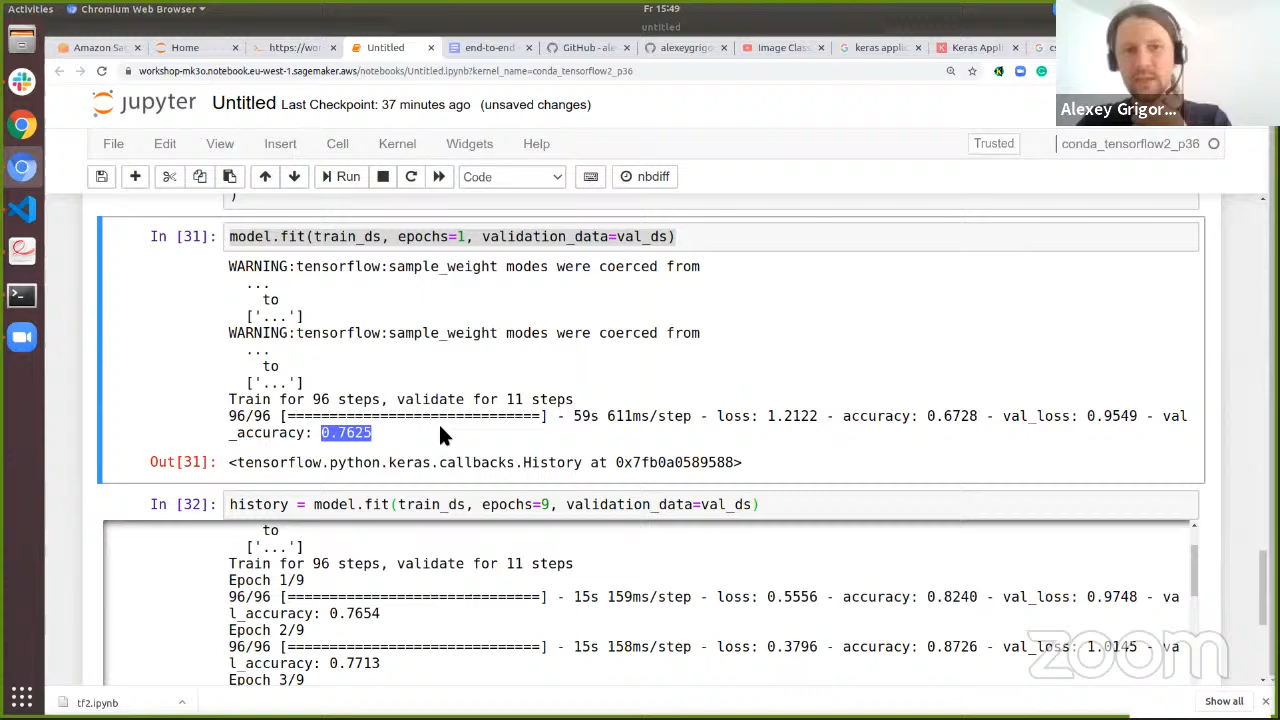 Activities
Chromium Web Browser
Fr 15:49
untitled
Amazon Sa
Home
https://wo
Untitled
end-to-end
GitHub - ale
alexeygrigo
Image Class
keras applic
Keras Appli
workshop-mk3o.notebook.eu-west-1.sagemaker.aws/notebooks/Untitled.ipynb?kernel_name=conda_tensorflow2_p36
Alexey Grigor...
jupyter Untitled Last Checkpoint: 37 minutes ago (unsaved changes)
File Edit View Insert Cell Kernel Widgets Help
Trusted
conda_tensorflow2_p36
Run
Code
nbdiff
)
In [31]: model.fit(train_ds, epochs=1, validation_data=val_ds)
WARNING:tensorflow:sample_weight modes were coerced from
...
to
['...']
WARNING:tensorflow:sample_weight modes were coerced from
...
to
['...']
Train for 96 steps, validate for 11 steps
96/96 [==============================] - 59s 611ms/step - loss: 1.2122 - accuracy: 0.6728 - val_loss: 0.9549 - val
_accuracy: 0.7625
Out[31]: <tensorflow.python.keras.callbacks.History at 0x7fb0a0589588>
In [32]: history = model.fit(train_ds, epochs=9, validation_data=val_ds)
to
['...']
Train for 96 steps, validate for 11 steps
Epoch 1/9
96/96 [==============================] - 15s 159ms/step - loss: 0.5556 - accuracy: 0.8240 - val_loss: 0.9748 - va
l_accuracy: 0.7654
Epoch 2/9
96/96 [==============================] - 15s 158ms/step - loss: 0.3796 - accuracy: 0.8726 - val_loss: 1.0145 - va
l_accuracy: 0.7713
Epoch 3/9
zoom
tf2.ipynb
Show all